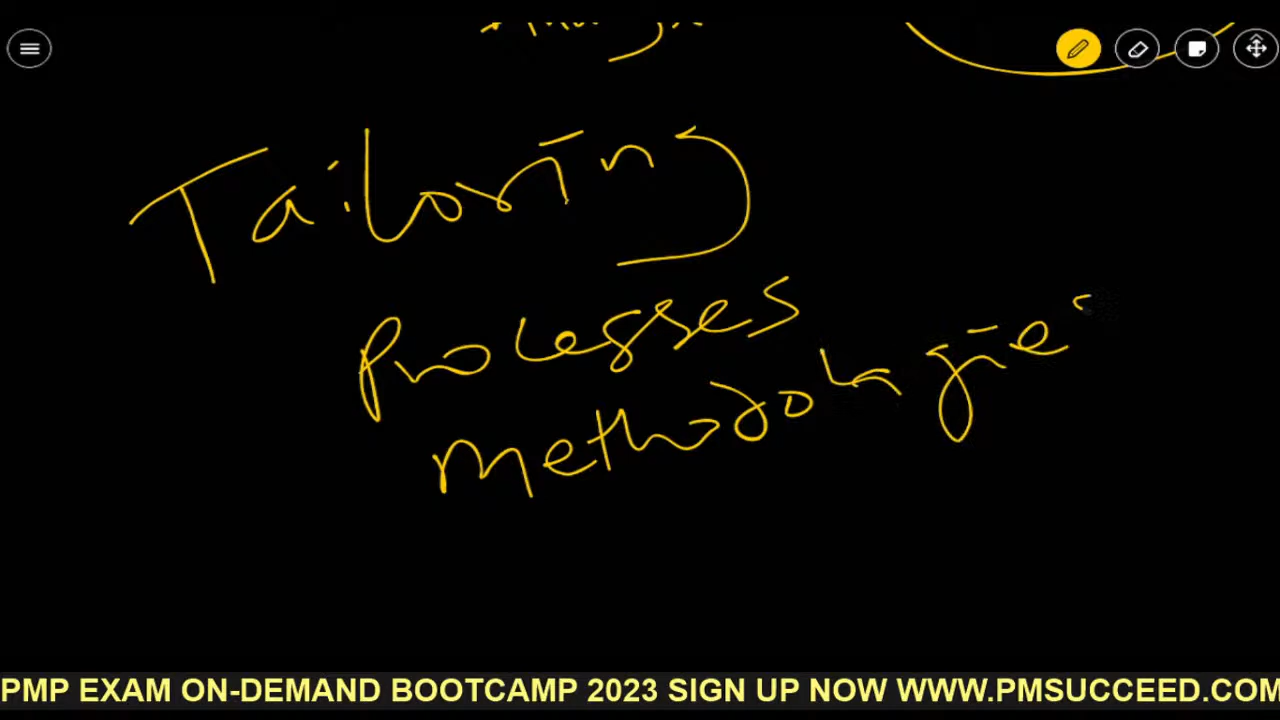 Tailoring
Processes
methodologies
PMP EXAM ON-DEMAND BOOTCAMP 2023 SIGN UP NOW WWW.PMSUCCEED.COM